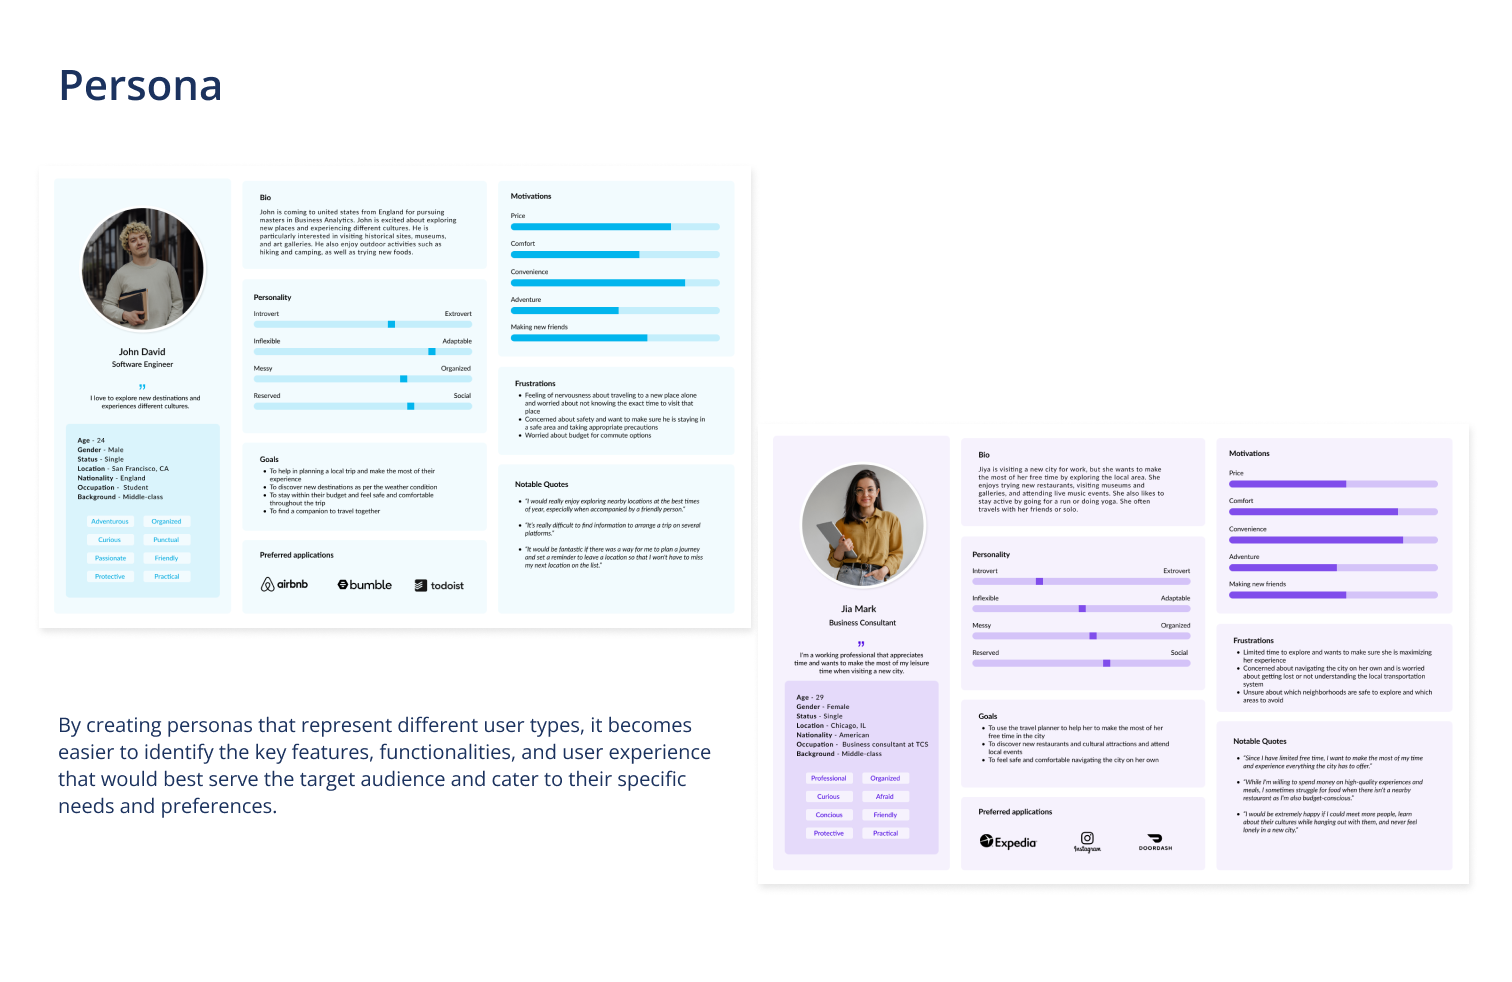 Persona
John David
Software Engineer
”
I love to explore new destinations and
experiences different cultures.
Age - 24
Gender - Male
Status - Single
Location - San Francisco, CA
Nationality - England
Occupation - Student
Background - Middle-class
Adventurous Organized
Curious Punctual
Passionate Friendly
Protective Practical
Bio
John is coming to united states from England for pursuing
masters in Business Analytics. John is excited about exploring
new places and experiencing different cultures. He is
particularly interested in visiting historical sites, museums,
and art galleries. He also enjoy outdoor activities such as
hiking and camping, as well as trying new foods.
Personality
Introvert Extrovert
Inflexible Adaptable
Messy Organized
Reserved Social
Goals
• To help in planning a local trip and make the most of their
experience
• To discover new destinations as per the weather condition
• To stay within their budget and feel safe and comfortable
throughout the trip
• To find a companion to travel together
Preferred applications
airbnb bumble todoist
Motivations
Price
Comfort
Convenience
Adventure
Making new friends
Frustrations
• Feeling of nervousness about traveling to a new place alone
and worried about not knowing the exact time to visit that
place
• Concerned about safety and want to make sure he is staying in
a safe area and taking appropriate precautions
• Worried about budget for commute options
Notable Quotes
• "I would really enjoy exploring nearby locations at the best times
of year, especially when accompanied by a friendly person."
• "It's really difficult to find information to arrange a trip on several
platforms."
• "It would be fantastic if there was a way for me to plan a journey
and set a reminder to leave a location so that I won't have to miss
my next location on the list."
By creating personas that represent different user types, it becomes
easier to identify the key features, functionalities, and user experience
that would best serve the target audience and cater to their specific
needs and preferences.
Jia Mark
Business Consultant
”
I'm a working professional that appreciates
time and wants to make the most of my leisure
time when visiting a new city.
Age - 29
Gender - Female
Status - Single
Location - Chicago, IL
Nationality - American
Occupation - Business consultant at TCS
Background - Middle-class
Professional Organized
Curious Afraid
Concious Friendly
Protective Practical
Bio
Jiya is visiting a new city for work, but she wants to make
the most of her free time by exploring the local area. She
enjoys trying new restaurants, visiting museums and
galleries, and attending live music events. She also likes to
stay active by going for a run or doing yoga. She often
travels with her friends or solo.
Personality
Introvert Extrovert
Inflexible Adaptable
Messy Organized
Reserved Social
Goals
• To use the travel planner to help her to make the most of her
free time in the city
• To discover new restaurants and cultural attractions and attend
local events
• To feel safe and comfortable navigating the city on her own
Preferred applications
Expedia Instagram DOORDASH
Motivations
Price
Comfort
Convenience
Adventure
Making new friends
Frustrations
• Limited time to explore and wants to make sure she is maximizing
her experience
• Concerned about navigating the city on her own and is worried
about getting lost or not understanding the local transportation
system
• Unsure about which neighborhoods are safe to explore and which
areas to avoid
Notable Quotes
• "Since I have limited free time, I want to make the most of my time
and experience everything the city has to offer."
• "While I'm willing to spend money on high-quality experiences and
meals, I sometimes struggle for food when there isn't a nearby
restaurant as I'm also budget-conscious."
• "I would be extremely happy if I could meet more people, learn
about their cultures while hanging out with them, and never feel
lonely in a new city."